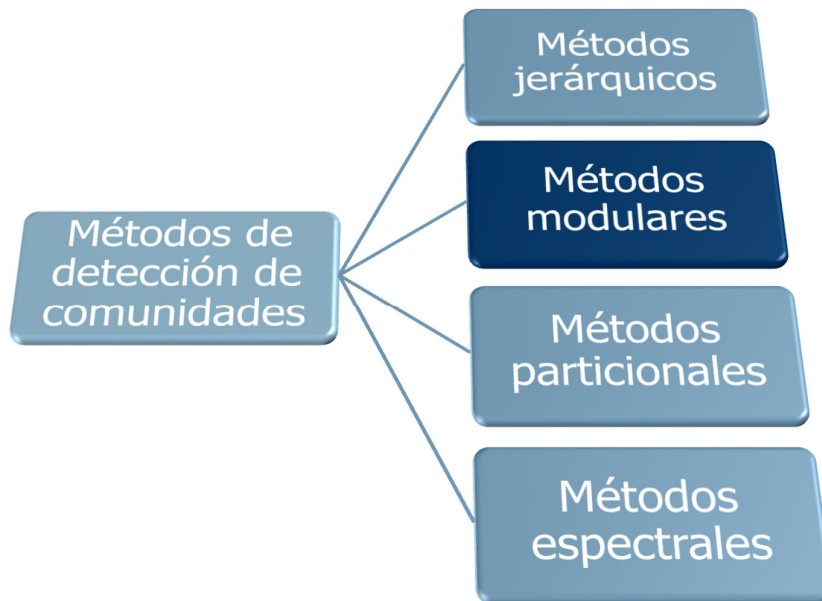 Métodos de
detección de
comunidades
Métodos
jerárquicos
Métodos
modulares
Métodos
particionales
Métodos
espectrales